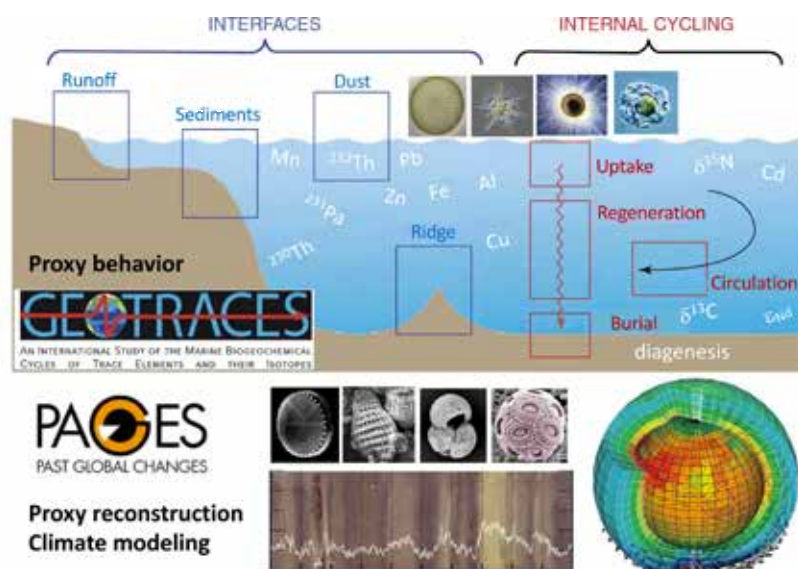 INTERFACES
INTERNAL CYCLING
Runoff
Sediments
Dust
Mn
²³²Th
Pb
Al
Zn
Fe
²³¹Pa
²³⁰Th
Cu
Ridge
Uptake
Regeneration
Circulation
Burial
δ¹⁵N
Cd
δ¹³C
εNd
diagenesis
Proxy behavior
GEOTRACES
AN INTERNATIONAL STUDY OF THE MARINE BIOGEOCHEMICAL
CYCLES OF TRACE ELEMENTS AND THEIR ISOTOPES
PAGES
PAST GLOBAL CHANGES
Proxy reconstruction
Climate modeling